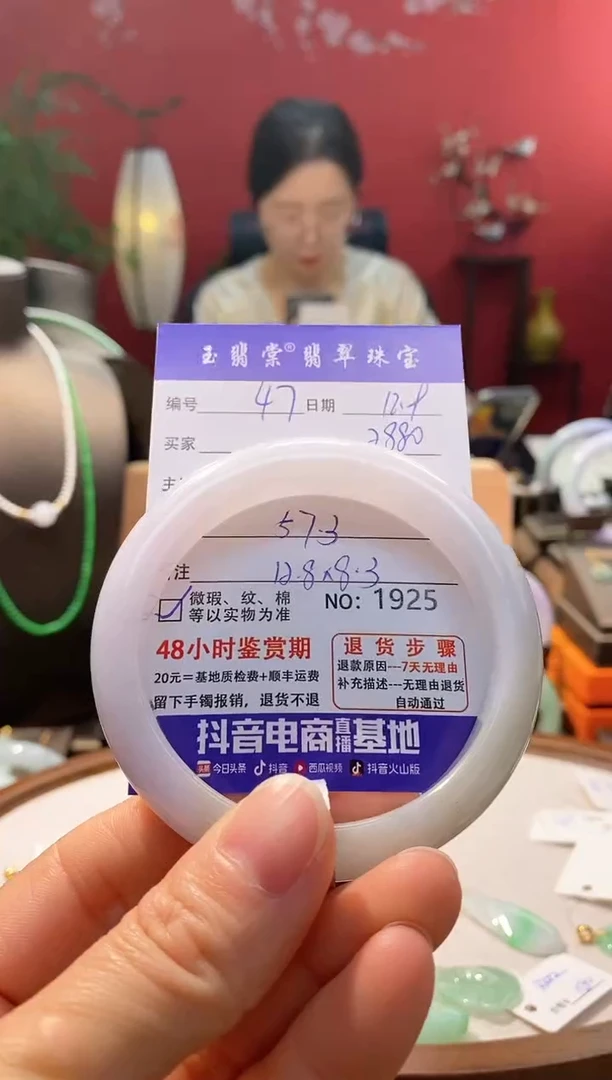 玉翡棠®翡翠珠宝
编号 47 日期 12.9
买家 2880
主
57.3
注 12.8×8.3
微瑕、纹、棉
等以实物为准
NO: 1925
48小时鉴赏期
20元=基地质检费+顺丰运费
留下手镯报销，退货不退
退货步骤
退款原因---7天无理由
补充描述---无理由退货
自动通过
抖音电商直播基地
头条 今日头条 抖音 西瓜视频 抖音火山版